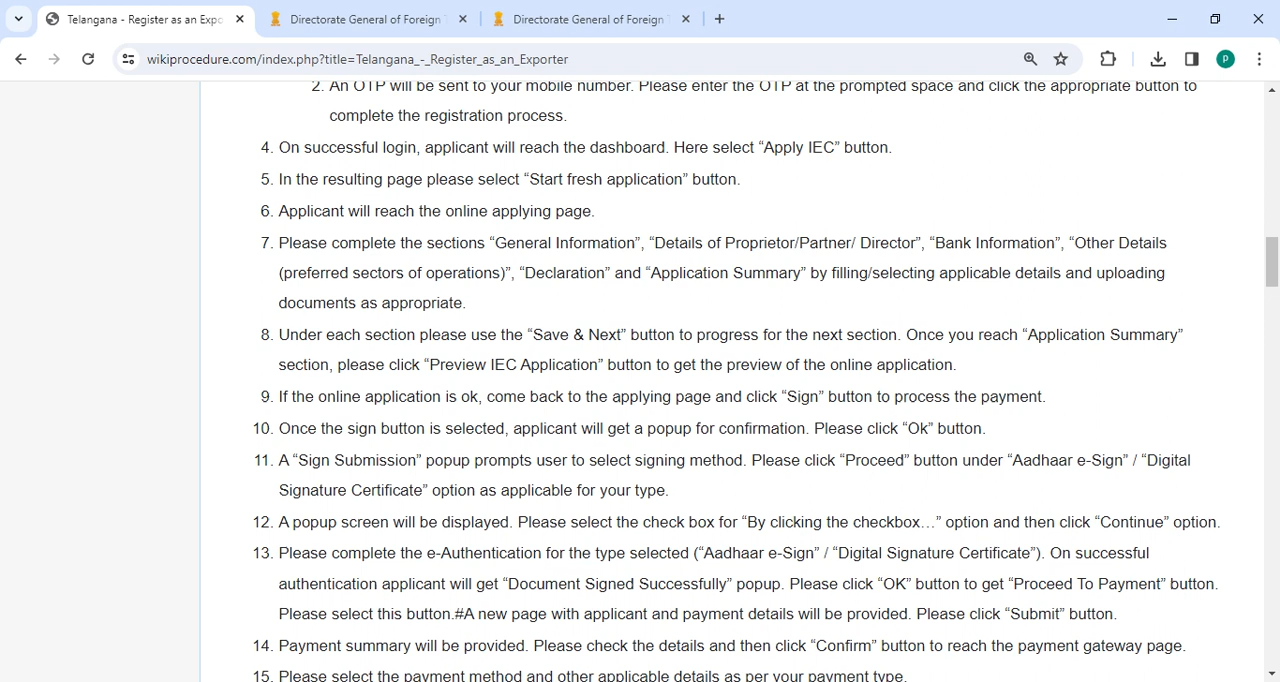 Telangana - Register as an Expo
Directorate General of Foreign T
Directorate General of Foreign T
wikiprocedure.com/index.php?title=Telangana_-_Register_as_an_Exporter
P
2. An OTP will be sent to your mobile number. Please enter the OTP at the prompted space and click the appropriate button to
complete the registration process.
4. On successful login, applicant will reach the dashboard. Here select “Apply IEC” button.
5. In the resulting page please select “Start fresh application” button.
6. Applicant will reach the online applying page.
7. Please complete the sections “General Information”, “Details of Proprietor/Partner/ Director”, “Bank Information”, “Other Details
(preferred sectors of operations)”, “Declaration” and “Application Summary” by filling/selecting applicable details and uploading
documents as appropriate.
8. Under each section please use the “Save & Next” button to progress for the next section. Once you reach “Application Summary”
section, please click “Preview IEC Application” button to get the preview of the online application.
9. If the online application is ok, come back to the applying page and click “Sign” button to process the payment.
10. Once the sign button is selected, applicant will get a popup for confirmation. Please click “Ok” button.
11. A “Sign Submission” popup prompts user to select signing method. Please click “Proceed” button under “Aadhaar e-Sign” / “Digital
Signature Certificate” option as applicable for your type.
12. A popup screen will be displayed. Please select the check box for “By clicking the checkbox…” option and then click “Continue” option.
13. Please complete the e-Authentication for the type selected (“Aadhaar e-Sign” / “Digital Signature Certificate”). On successful
authentication applicant will get “Document Signed Successfully” popup. Please click “OK” button to get “Proceed To Payment” button.
Please select this button.#A new page with applicant and payment details will be provided. Please click “Submit” button.
14. Payment summary will be provided. Please check the details and then click “Confirm” button to reach the payment gateway page.
15. Please select the payment method and other applicable details as per your payment type.